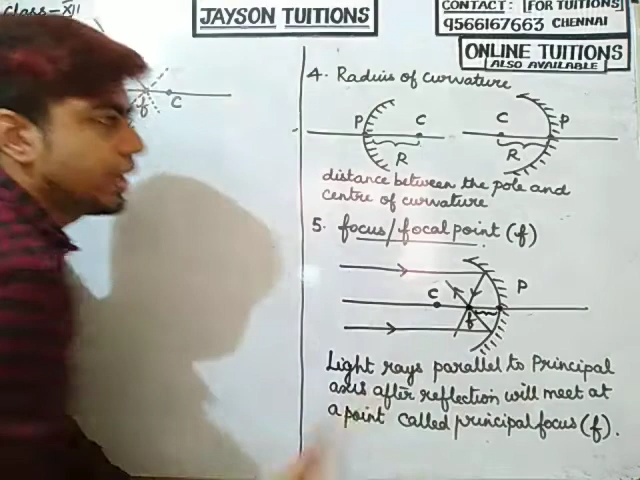 Class-XII
JAYSON TUITIONS
CONTACT: FOR TUITIONS
9566167663 CHENNAI
ONLINE TUITIONS
ALSO AVAILABLE
f
C
4. Radius of curvature
P C
R
C P
R
distance between the pole and
centre of curvature
5. focus/focal point (f)
C
P
f
Light rays parallel to Principal
axis after reflection will meet at
a point called principal focus (f).